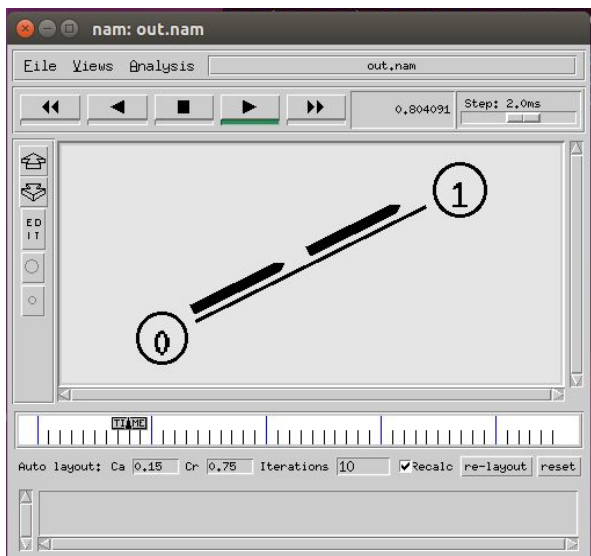 nam: out.nam
File Views Analysis out.nam
0.804091 Step: 2.0ms
1
ED
IT
0
TIME
Auto layout: Ca 0.15 Cr 0.75 Iterations 10 Recalc re-layout reset